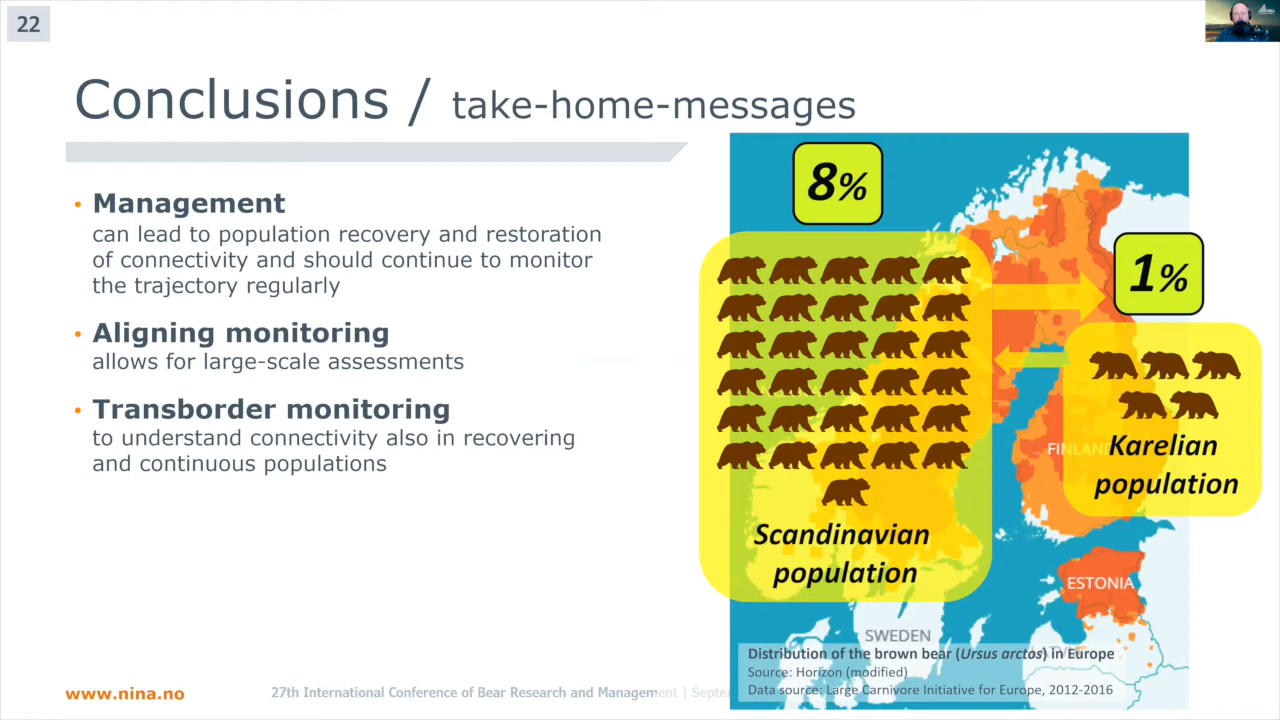 22
Conclusions / take-home-messages
• Management
can lead to population recovery and restoration
of connectivity and should continue to monitor
the trajectory regularly
• Aligning monitoring
allows for large-scale assessments
• Transborder monitoring
to understand connectivity also in recovering
and continuous populations
8%
1%
Scandinavian
population
Karelian
population
ESTONIA
SWEDEN
Distribution of the brown bear (Ursus arctos) in Europe
Source: Horizon (modified)
Data source: Large Carnivore Initiative for Europe, 2012-2016
www.nina.no
27th International Conference of Bear Research and Management |